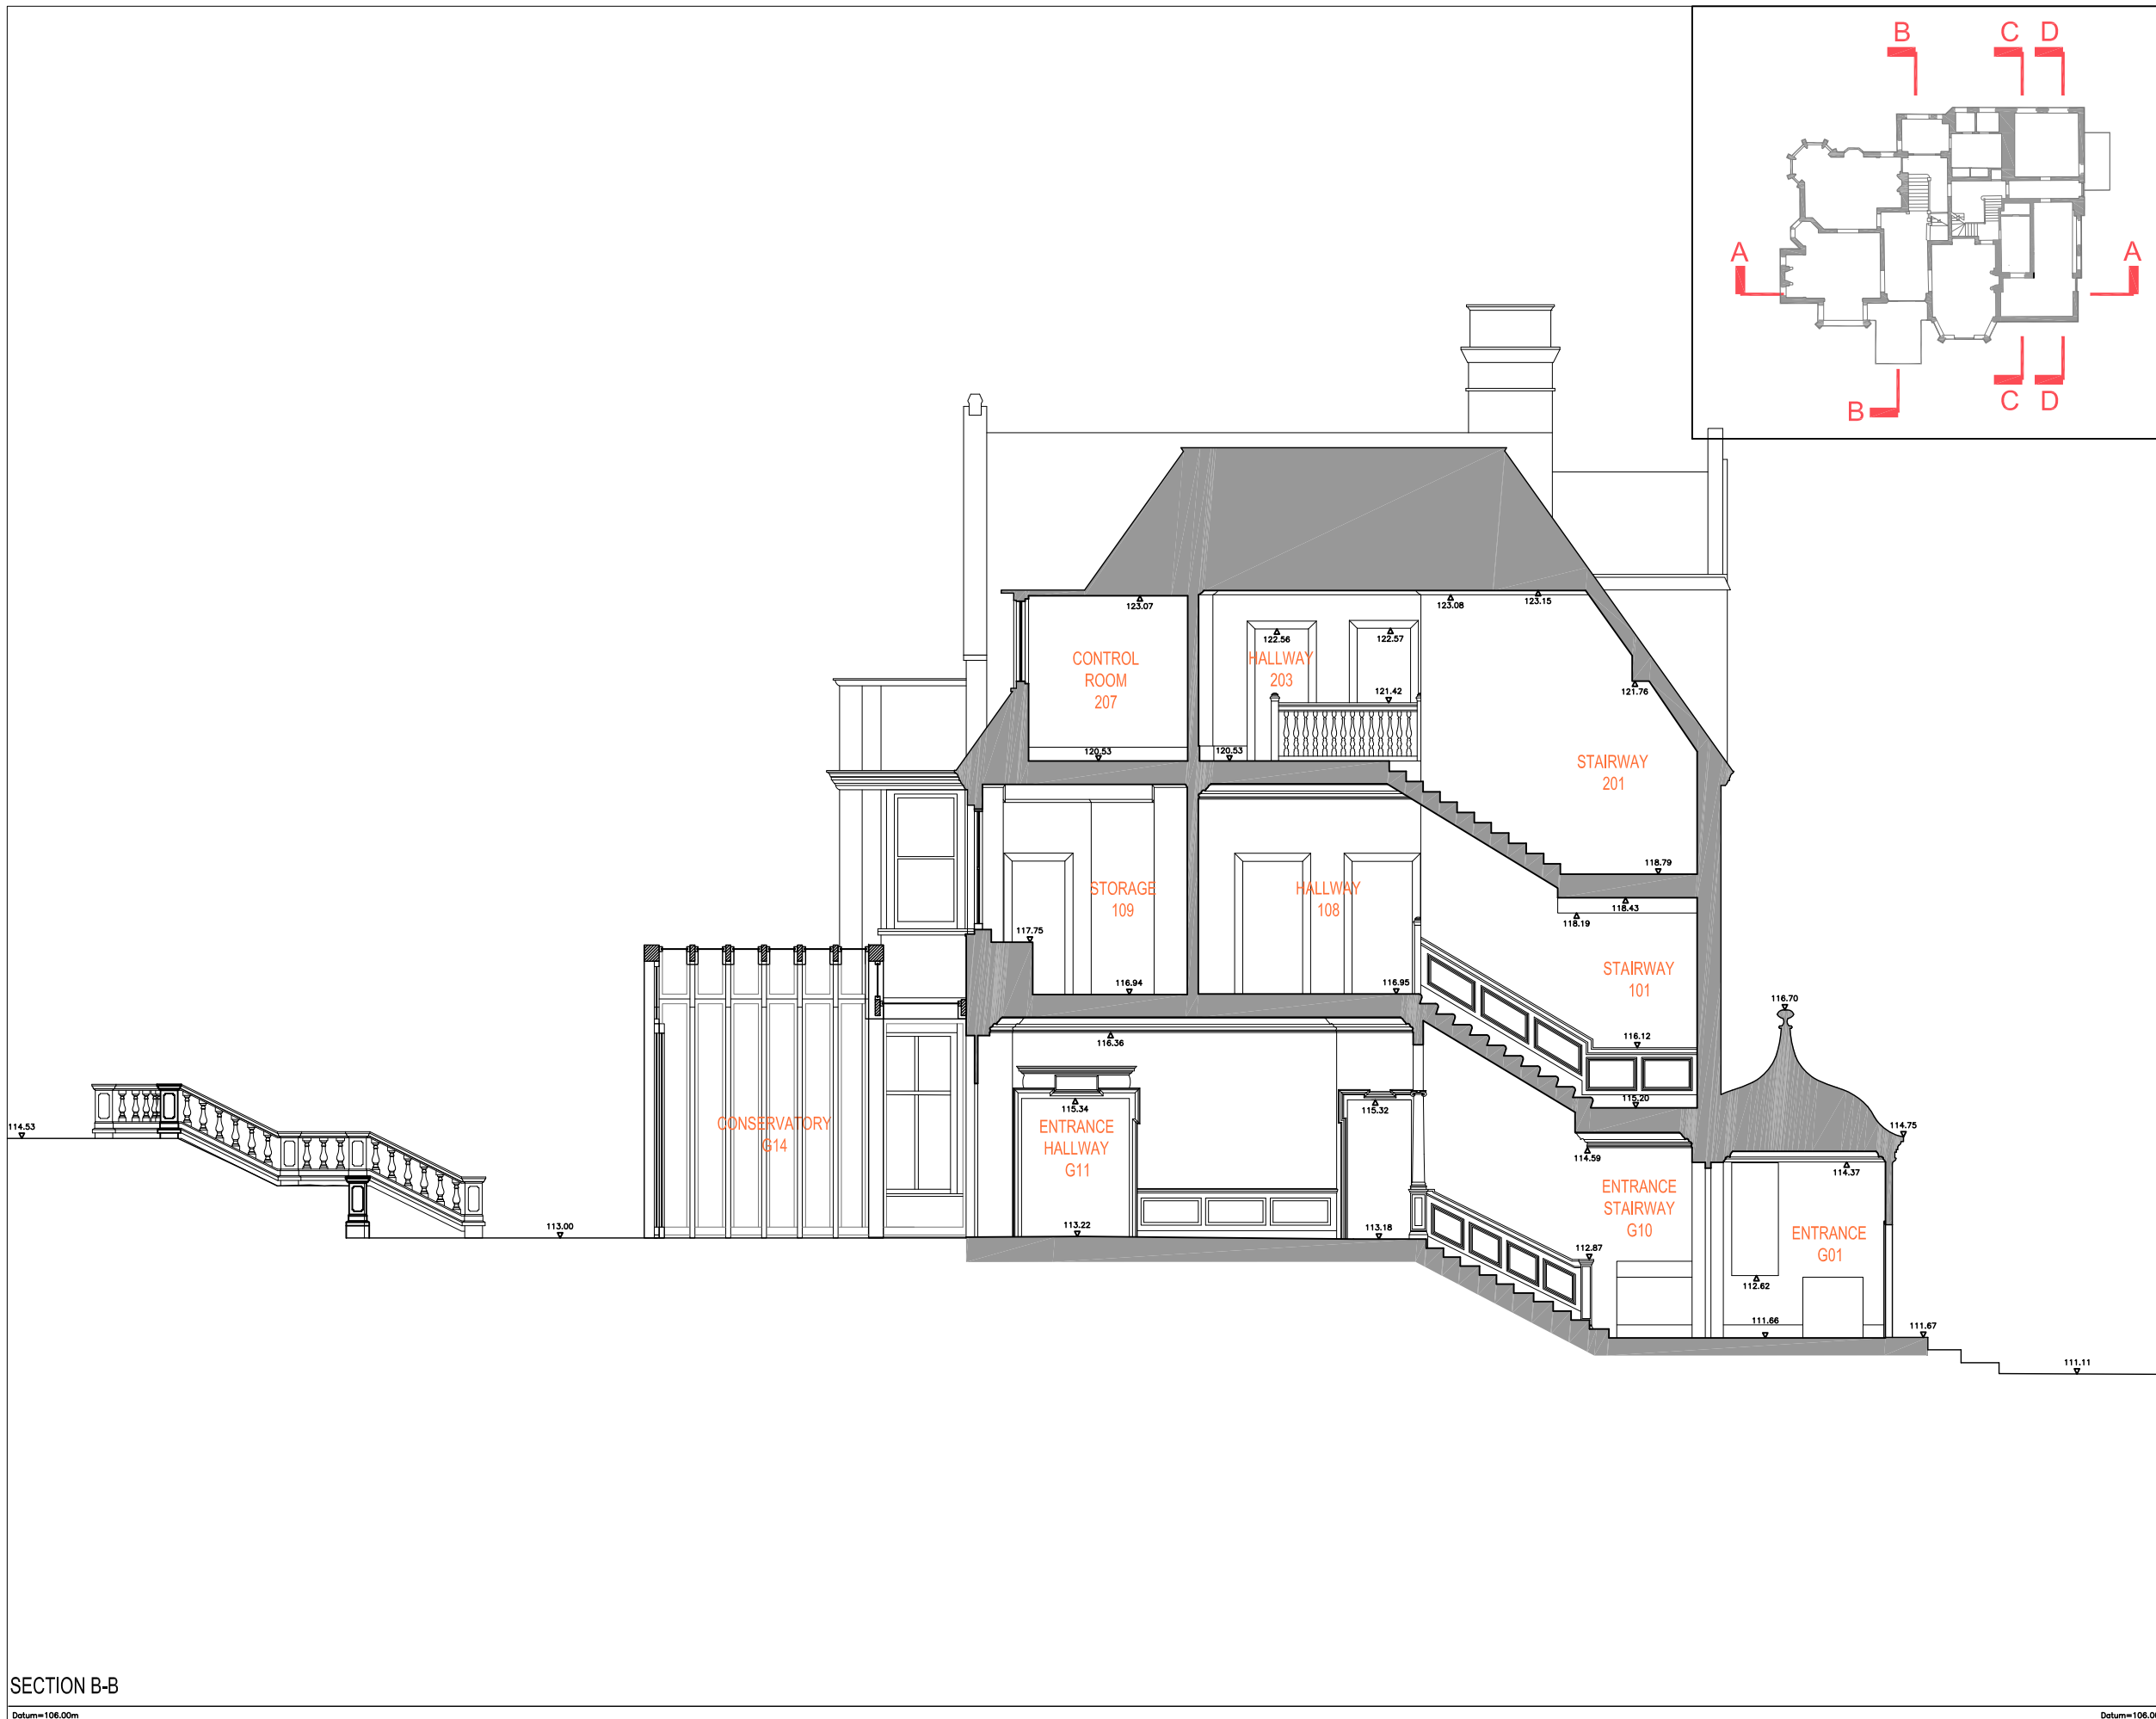 B
C
D
A
A
B
C
D
123.07
123.08
123.15
122.56
122.57
CONTROL
ROOM
207
HALLWAY
203
121.42
121.76
120.53
120.53
STAIRWAY
201
118.79
STORAGE
109
HALLWAY
108
118.43
118.19
117.75
STAIRWAY
101
116.94
116.95
116.70
116.36
116.12
115.34
115.32
115.20
114.53
CONSERVATORY
G14
ENTRANCE
HALLWAY
G11
114.75
114.59
114.37
ENTRANCE
STAIRWAY
G10
ENTRANCE
G01
113.00
113.22
113.18
112.87
112.62
111.66
111.67
111.11
SECTION B-B
Datum=106.00m